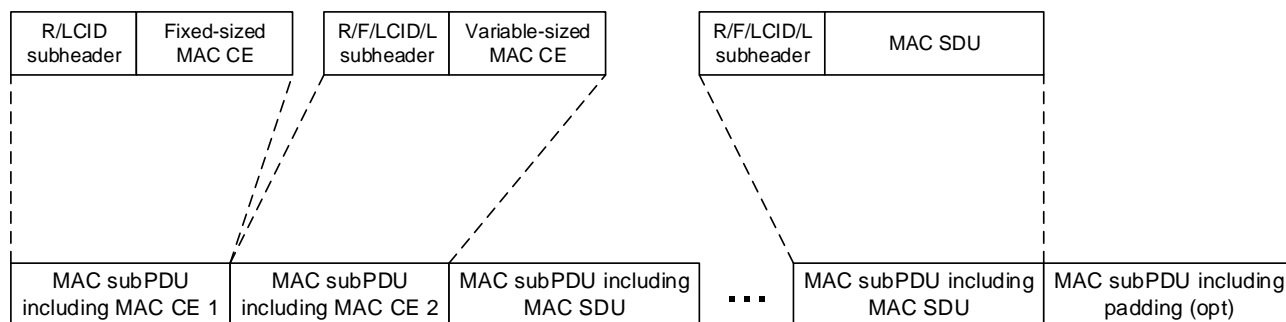 R/LCID
subheader
Fixed-sized
MAC CE
R/F/LCID/L
subheader
Variable-sized
MAC CE
R/F/LCID/L
subheader
MAC SDU
MAC subPDU
including MAC CE 1
MAC subPDU
including MAC CE 2
MAC subPDU including
MAC SDU
...
MAC subPDU including
MAC SDU
MAC subPDU including
padding (opt)